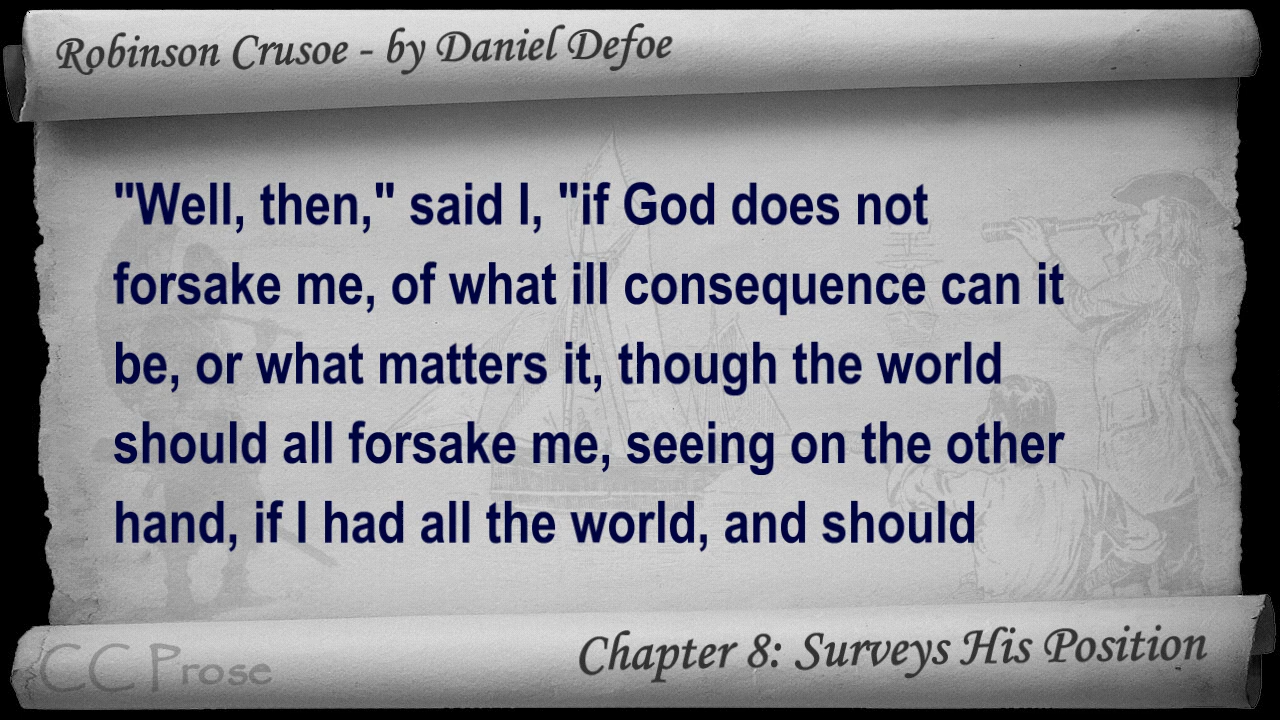 Robinson Crusoe - by Daniel Defoe
"Well, then," said I, "if God does not
forsake me, of what ill consequence can it
be, or what matters it, though the world
should all forsake me, seeing on the other
hand, if I had all the world, and should
Chapter 8: Surveys His Position
CC Prose